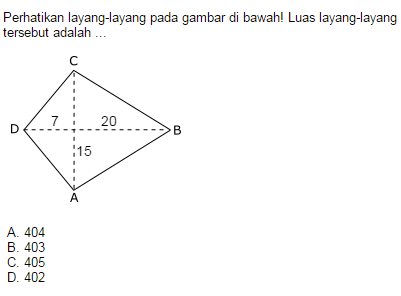 Perhatikan layang-layang pada gambar di bawah! Luas layang-layang
tersebut adalah ...
C
7
20
D
B
15
A
A. 404
B. 403
C. 405
D. 402